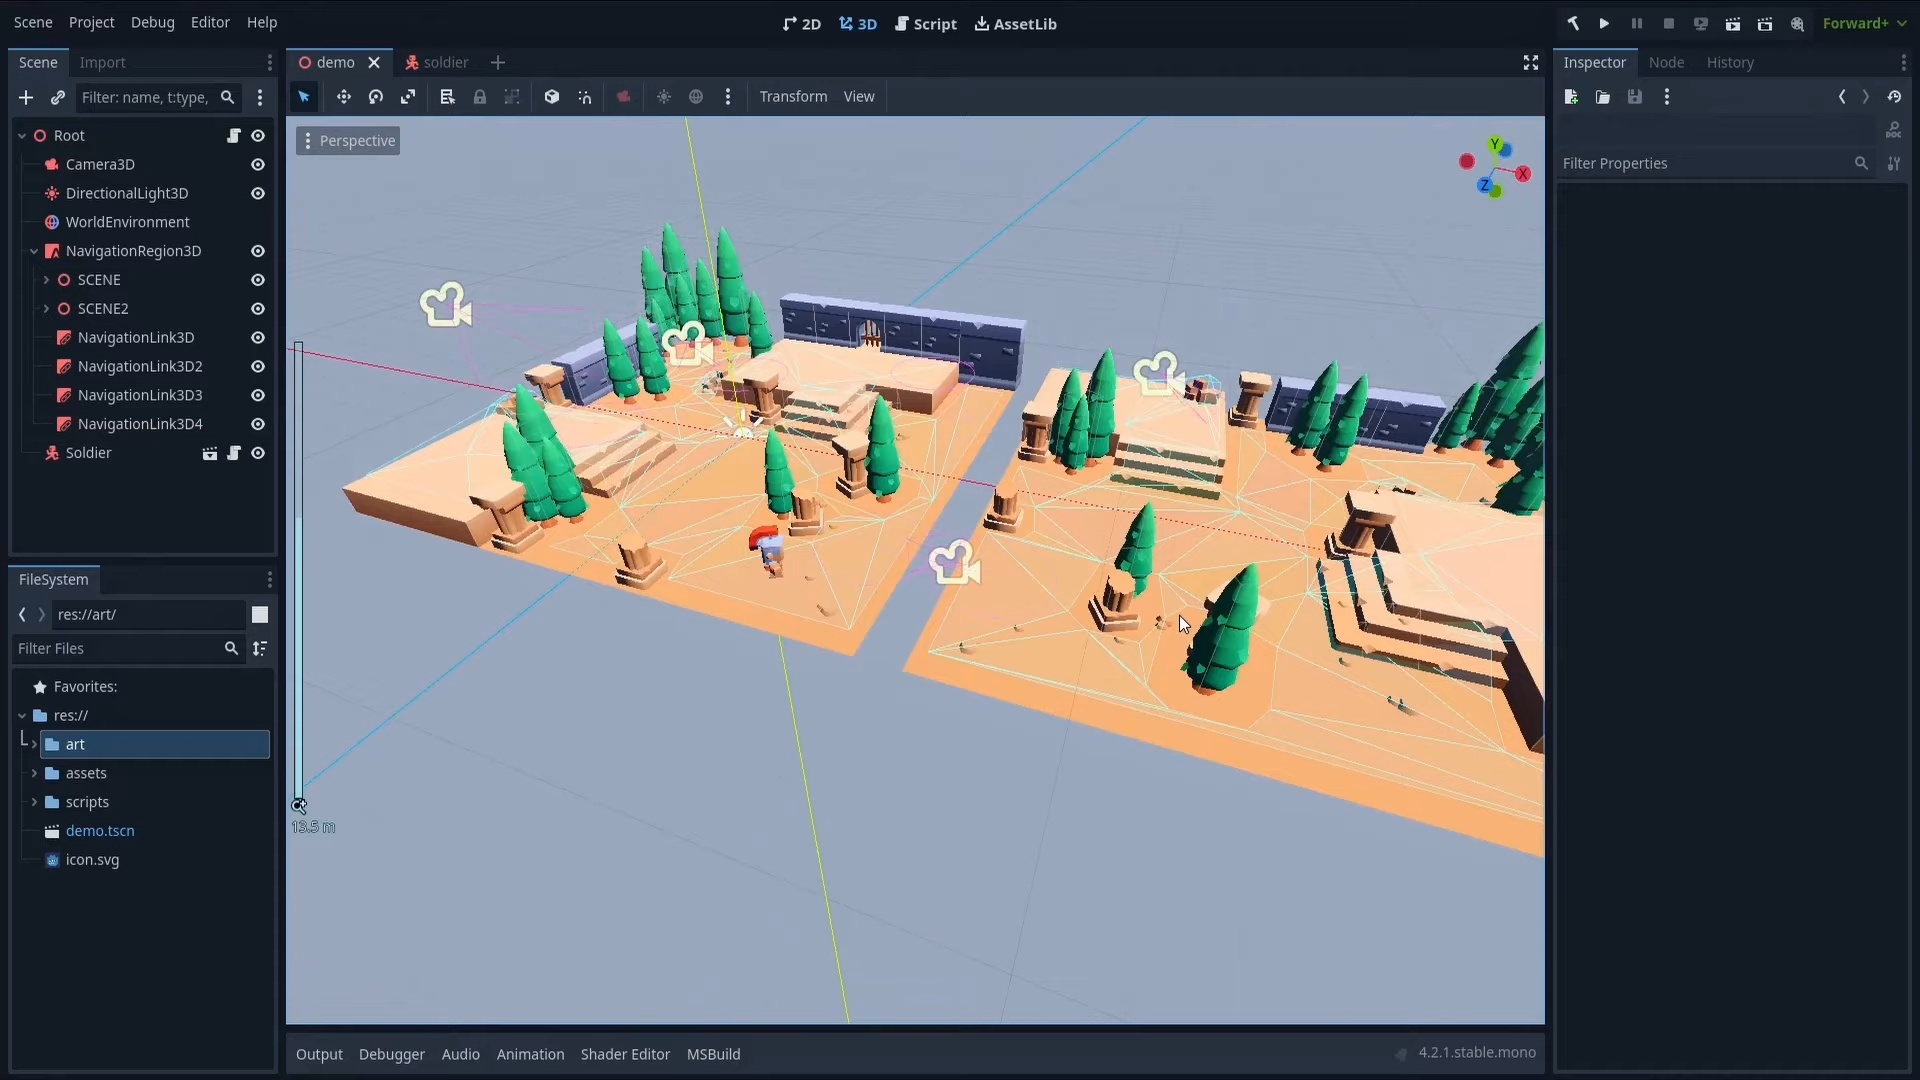 Scene Project Debug Editor Help
2D 3D Script AssetLib
Forward+
Scene Import
Filter: name, t:type,
Root
Camera3D
DirectionalLight3D
WorldEnvironment
NavigationRegion3D
SCENE
SCENE2
NavigationLink3D
NavigationLink3D2
NavigationLink3D3
NavigationLink3D4
Soldier
FileSystem
res://art/
Filter Files
Favorites:
res://
art
assets
scripts
demo.tscn
icon.svg
demo soldier
Transform View
Perspective
Y
X
Z
13.5 m
Output Debugger Audio Animation Shader Editor MSBuild
4.2.1.stable.mono
Inspector Node History
DOC
Filter Properties